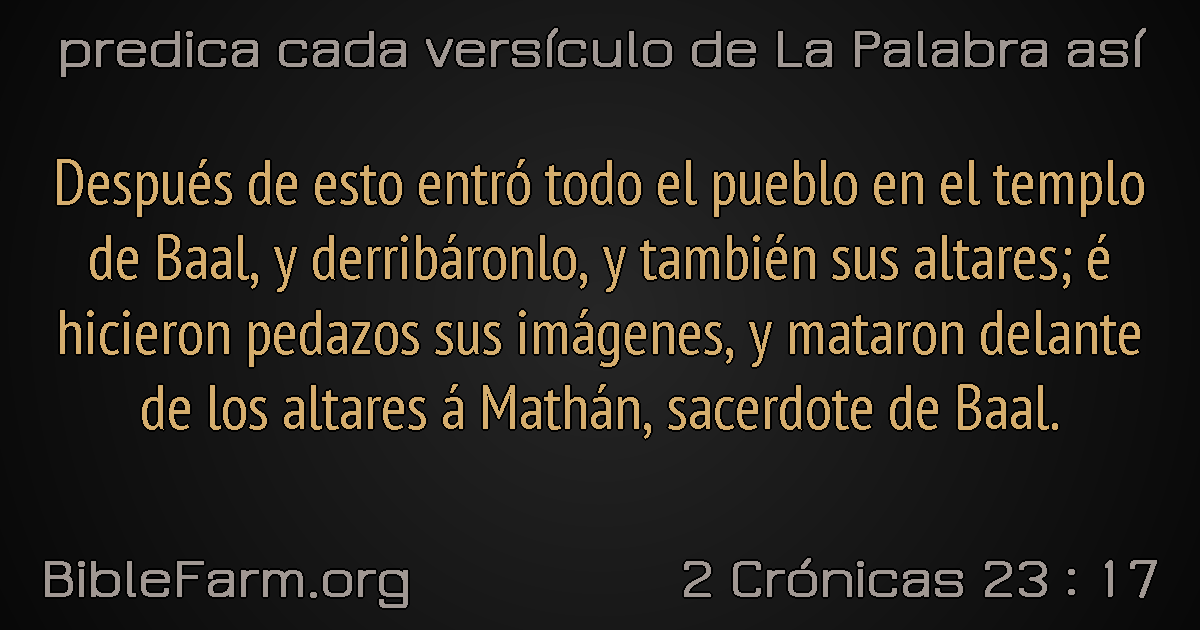 predica cada versículo de La Palabra así
Después de esto entró todo el pueblo en el templo
de Baal, y derribáronlo, y también sus altares; é
hicieron pedazos sus imágenes, y mataron delante
de los altares á Mathán, sacerdote de Baal.
BibleFarm.org
2 Crónicas 23 : 17